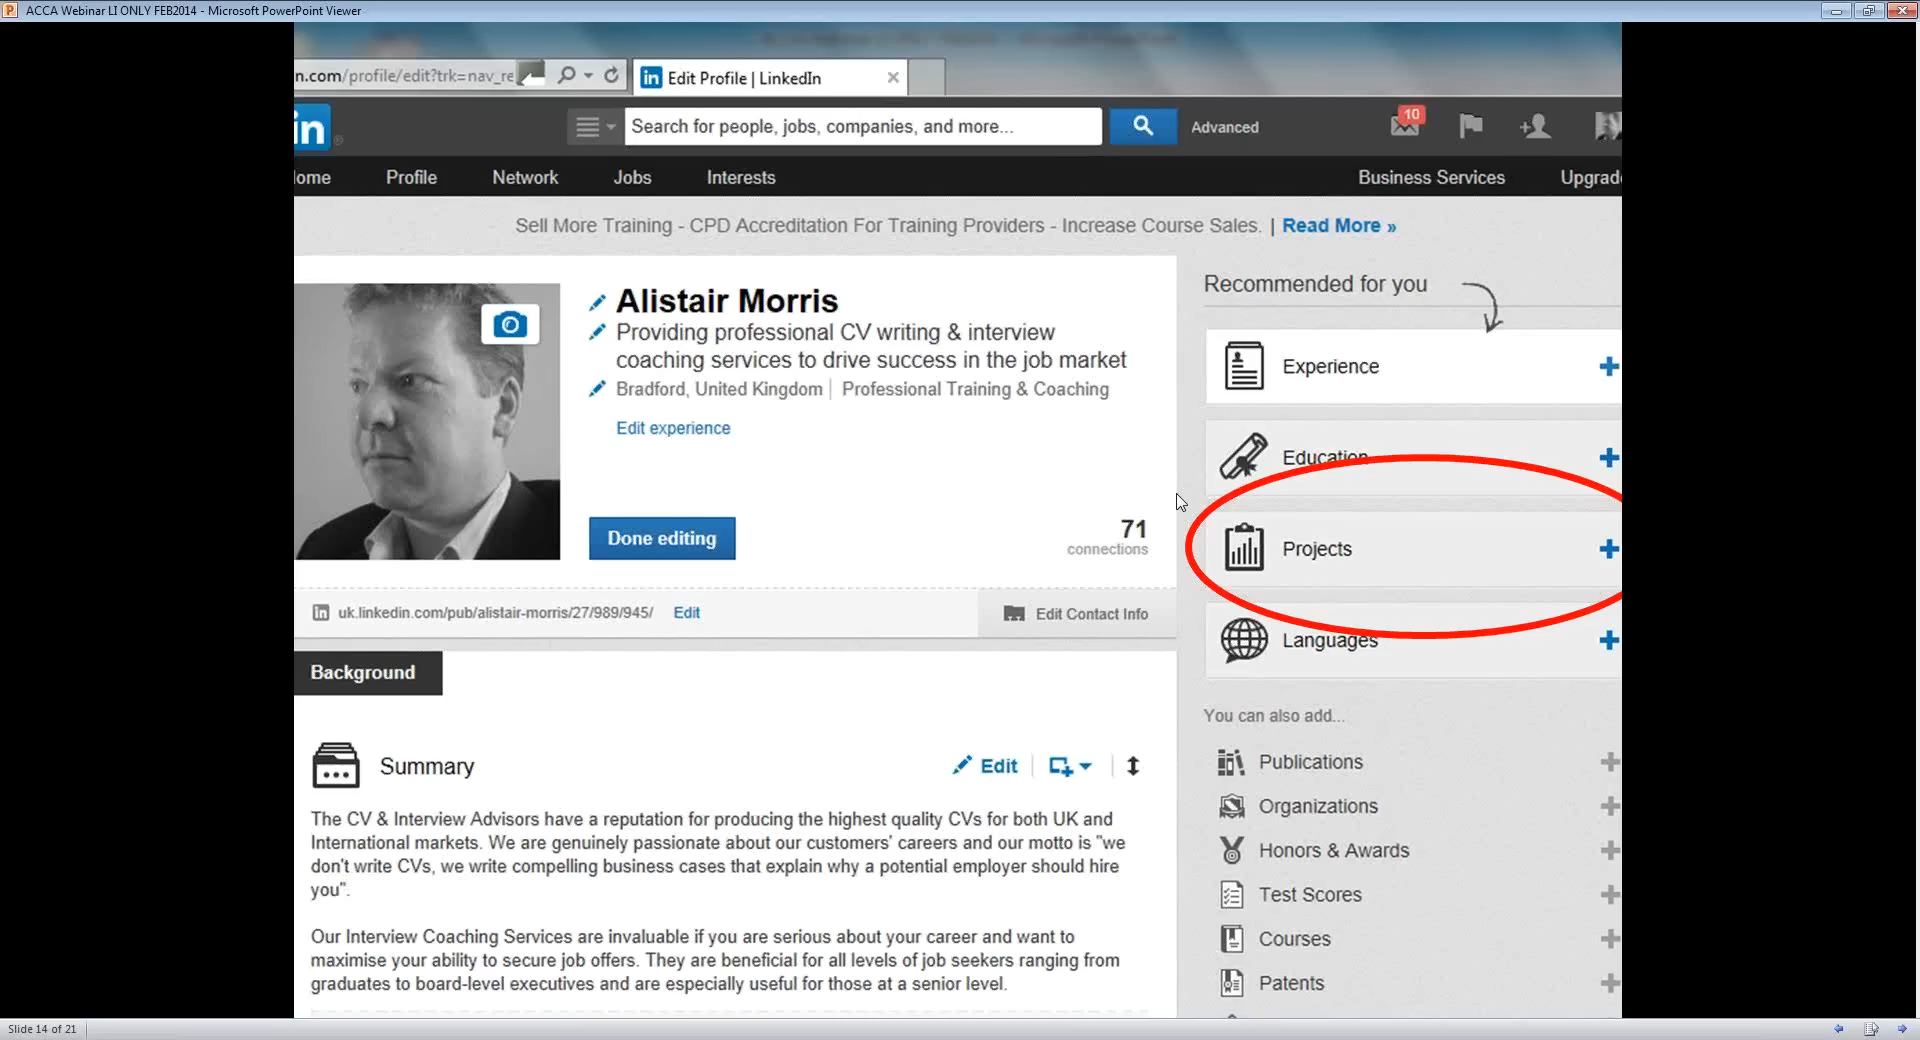 ACCA Webinar LI ONLY FEB2014 - Microsoft PowerPoint Viewer
n.com/profile/edit?trk=nav_re
Edit Profile | LinkedIn
in
Search for people, jobs, companies, and more...
Advanced
10
ome
Profile
Network
Jobs
Interests
Business Services
Upgrad
Sell More Training - CPD Accreditation For Training Providers - Increase Course Sales. | Read More »
Alistair Morris
Providing professional CV writing & interview
coaching services to drive success in the job market
Bradford, United Kingdom | Professional Training & Coaching
Edit experience
Done editing
71
connections
uk.linkedin.com/pub/alistair-morris/27/989/945/ Edit
Edit Contact Info
Background
Summary
Edit
The CV & Interview Advisors have a reputation for producing the highest quality CVs for both UK and
International markets. We are genuinely passionate about our customers' careers and our motto is "we
don't write CVs, we write compelling business cases that explain why a potential employer should hire
you".
Our Interview Coaching Services are invaluable if you are serious about your career and want to
maximise your ability to secure job offers. They are beneficial for all levels of job seekers ranging from
graduates to board-level executives and are especially useful for those at a senior level.
Recommended for you
Experience
Education
Projects
Languages
You can also add...
Publications
Organizations
Honors & Awards
Test Scores
Courses
Patents
Slide 14 of 21